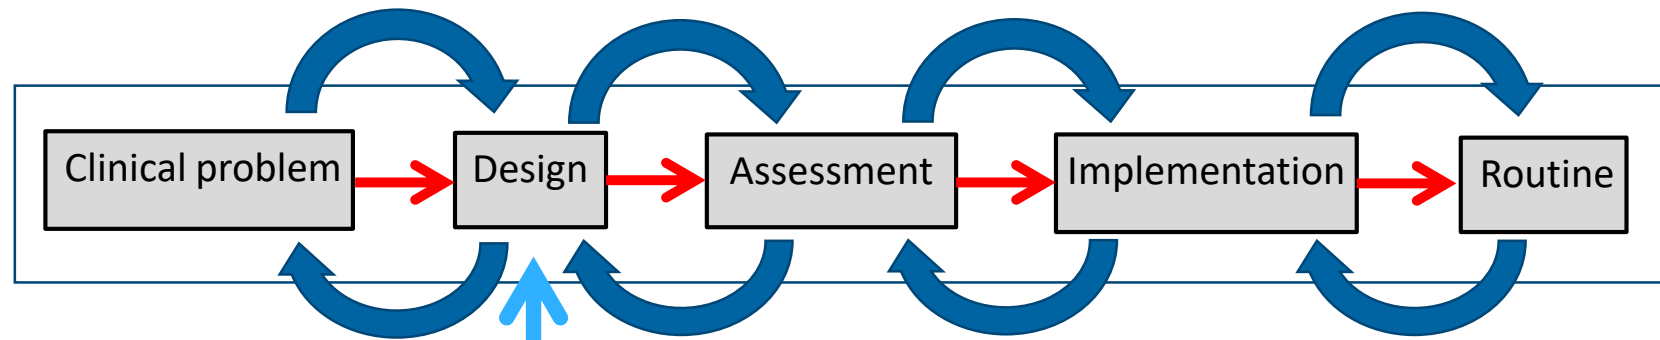 Clinical problem
Design
Assessment
Implementation
Routine